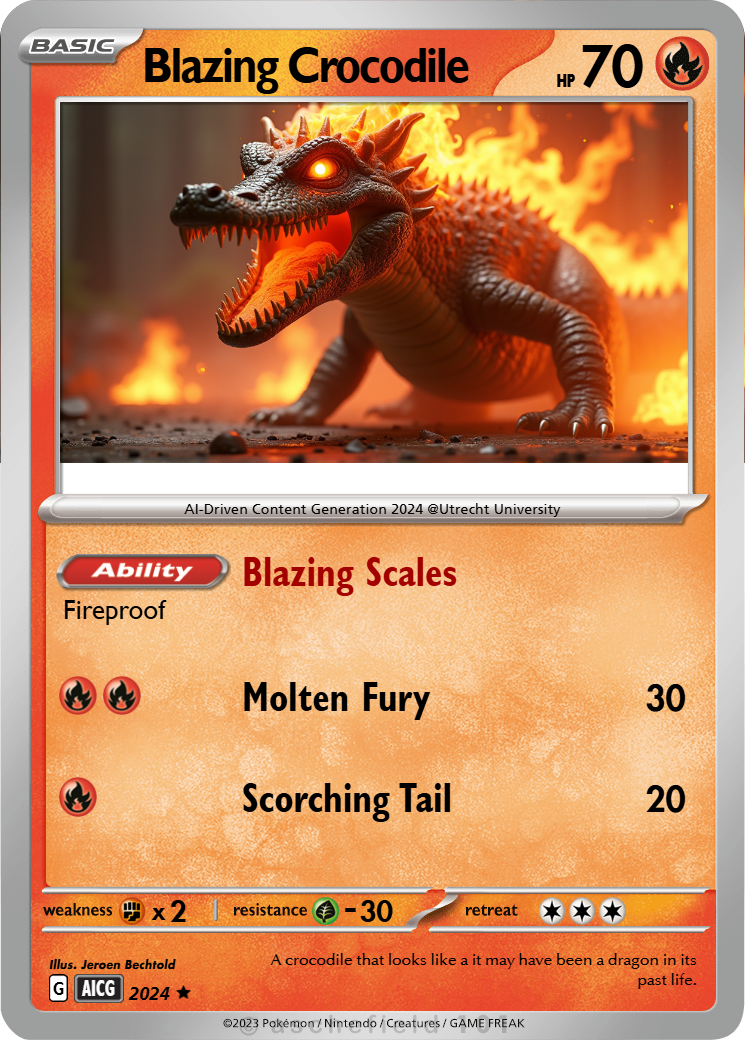 BASIC
Blazing Crocodile
HP 70
AI-Driven Content Generation 2024 @Utrecht University
Ability Blazing Scales
Fireproof
Molten Fury 30
Scorching Tail 20
weakness x 2 resistance -30 retreat
Illus. Jeroen Bechtold
A crocodile that looks like a it may have been a dragon in its
past life.
G AICG 2024 ★
©2023 Pokémon / Nintendo / Creatures / GAME FREAK